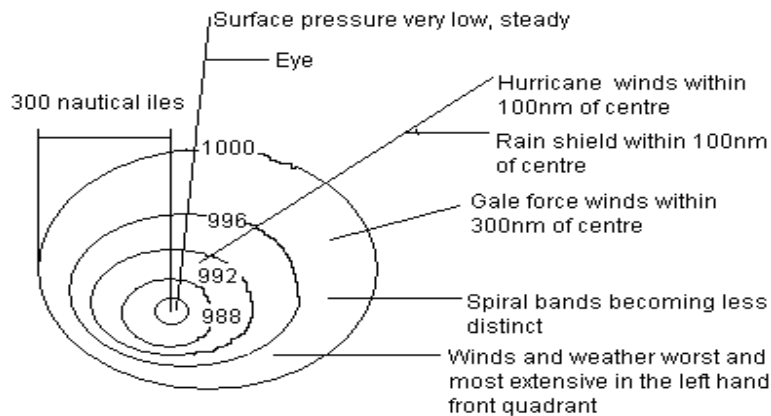 Surface pressure very low, steady
Eye
300 nautical iles
Hurricane winds within
100nm of centre
Rain shield within 100nm
of centre
1000
Gale force winds within
300nm of centre
996
992
988
Spiral bands becoming less
distinct
Winds and weather worst and
most extensive in the left hand
front quadrant